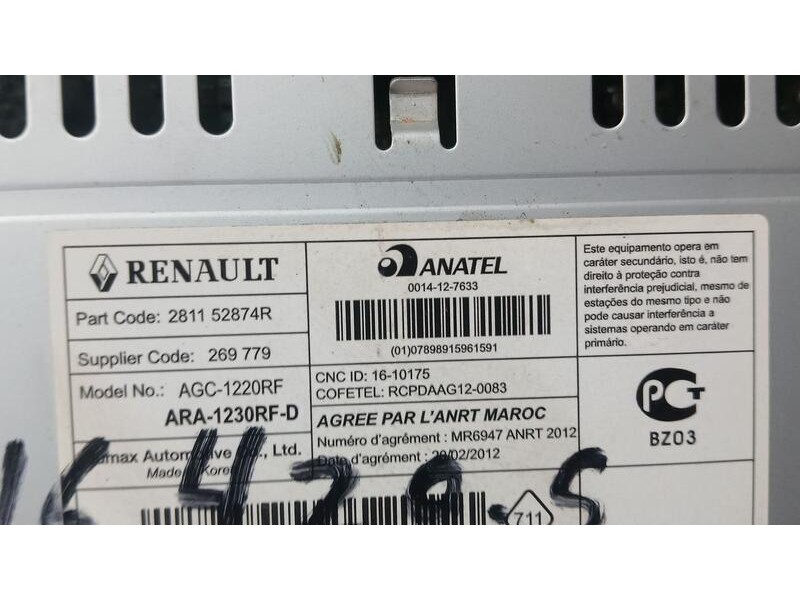 RENAULT
Part Code: 2811 52874R
Supplier Code: 269 779
Model No.: AGC-1220RF
ARA-1230RF-D
Automotive Co., Ltd.
Made Korea
ANATEL
0014-12-7633
(01)07898915961591
CNC ID: 16-10175
COFETEL: RCPDAAG12-0083
AGREE PAR L'ANRT MAROC
Numéro d'agrément : MR6947 ANRT 2012
Date d'agrément : 20/02/2012
Este equipamento opera em
caráter secundário, isto é, não tem
direito à proteção contra
interferência prejudicial, mesmo de
estações do mesmo tipo e não
pode causar interferência a
sistemas operando em caráter
primário.
РСТ
BZ03
711
16420-S